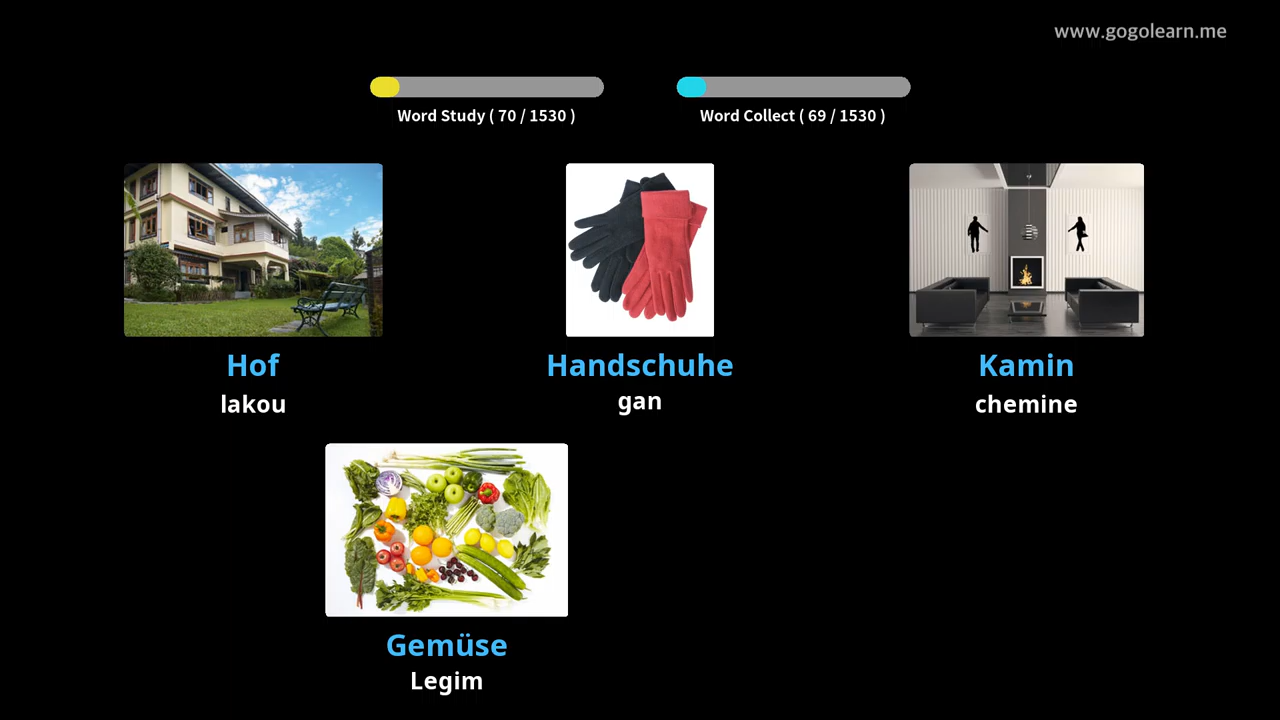 www.gogolearn.me
Word Study ( 70 / 1530 )
Word Collect ( 69 / 1530 )
Hof
lakou
Handschuhe
gan
Kamin
chemine
Gemüse
Legim